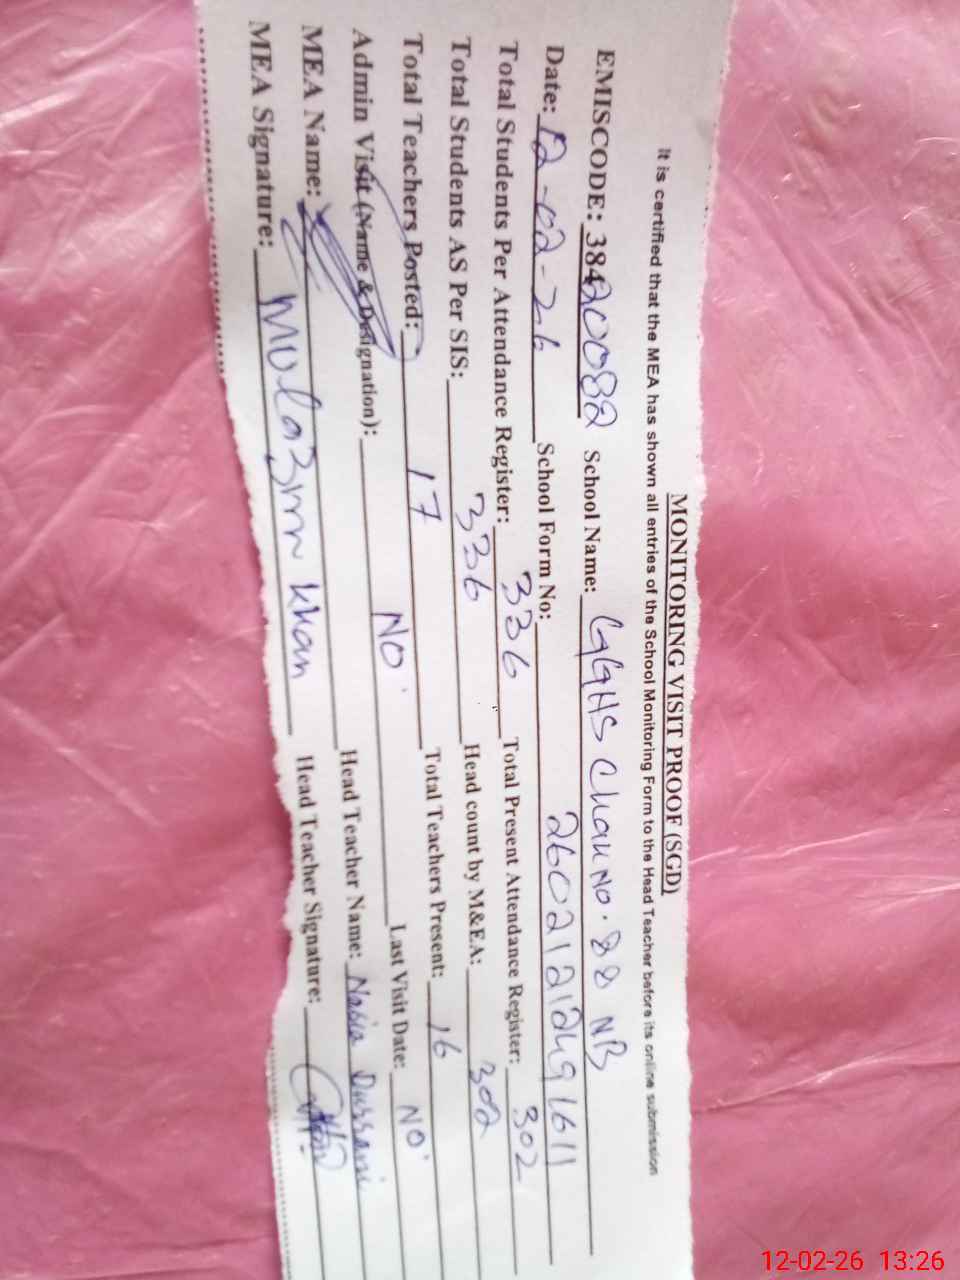 MONITORING VISIT PROOF (SGD)
It is certified that the MEA has shown all entries of the School Monitoring Form to the Head Teacher before its online submission
EMISCODE: 38420082 School Name: GGHS Chak NO. 88 NB
Date: 12-02-26 School Form No: 26021212491611
Total Students Per Attendance Register: 336 Total Present Attendance Register: 302
Total Students AS Per SIS: 336 Head count by M&EA: 302
Total Teachers Posted: 17 Total Teachers Present: 16
Admin Visit (Name & Designation): NO Last Visit Date: NO
MEA Name: Head Teacher Name: Nabia
MEA Signature: Khan Head Teacher Signature:
12-02-26 13:26